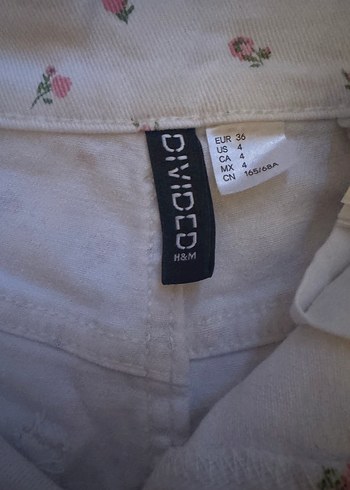 DIVIDED
H&M
EUR 36
US 4
CA 4
MX 4
CN 165/68A